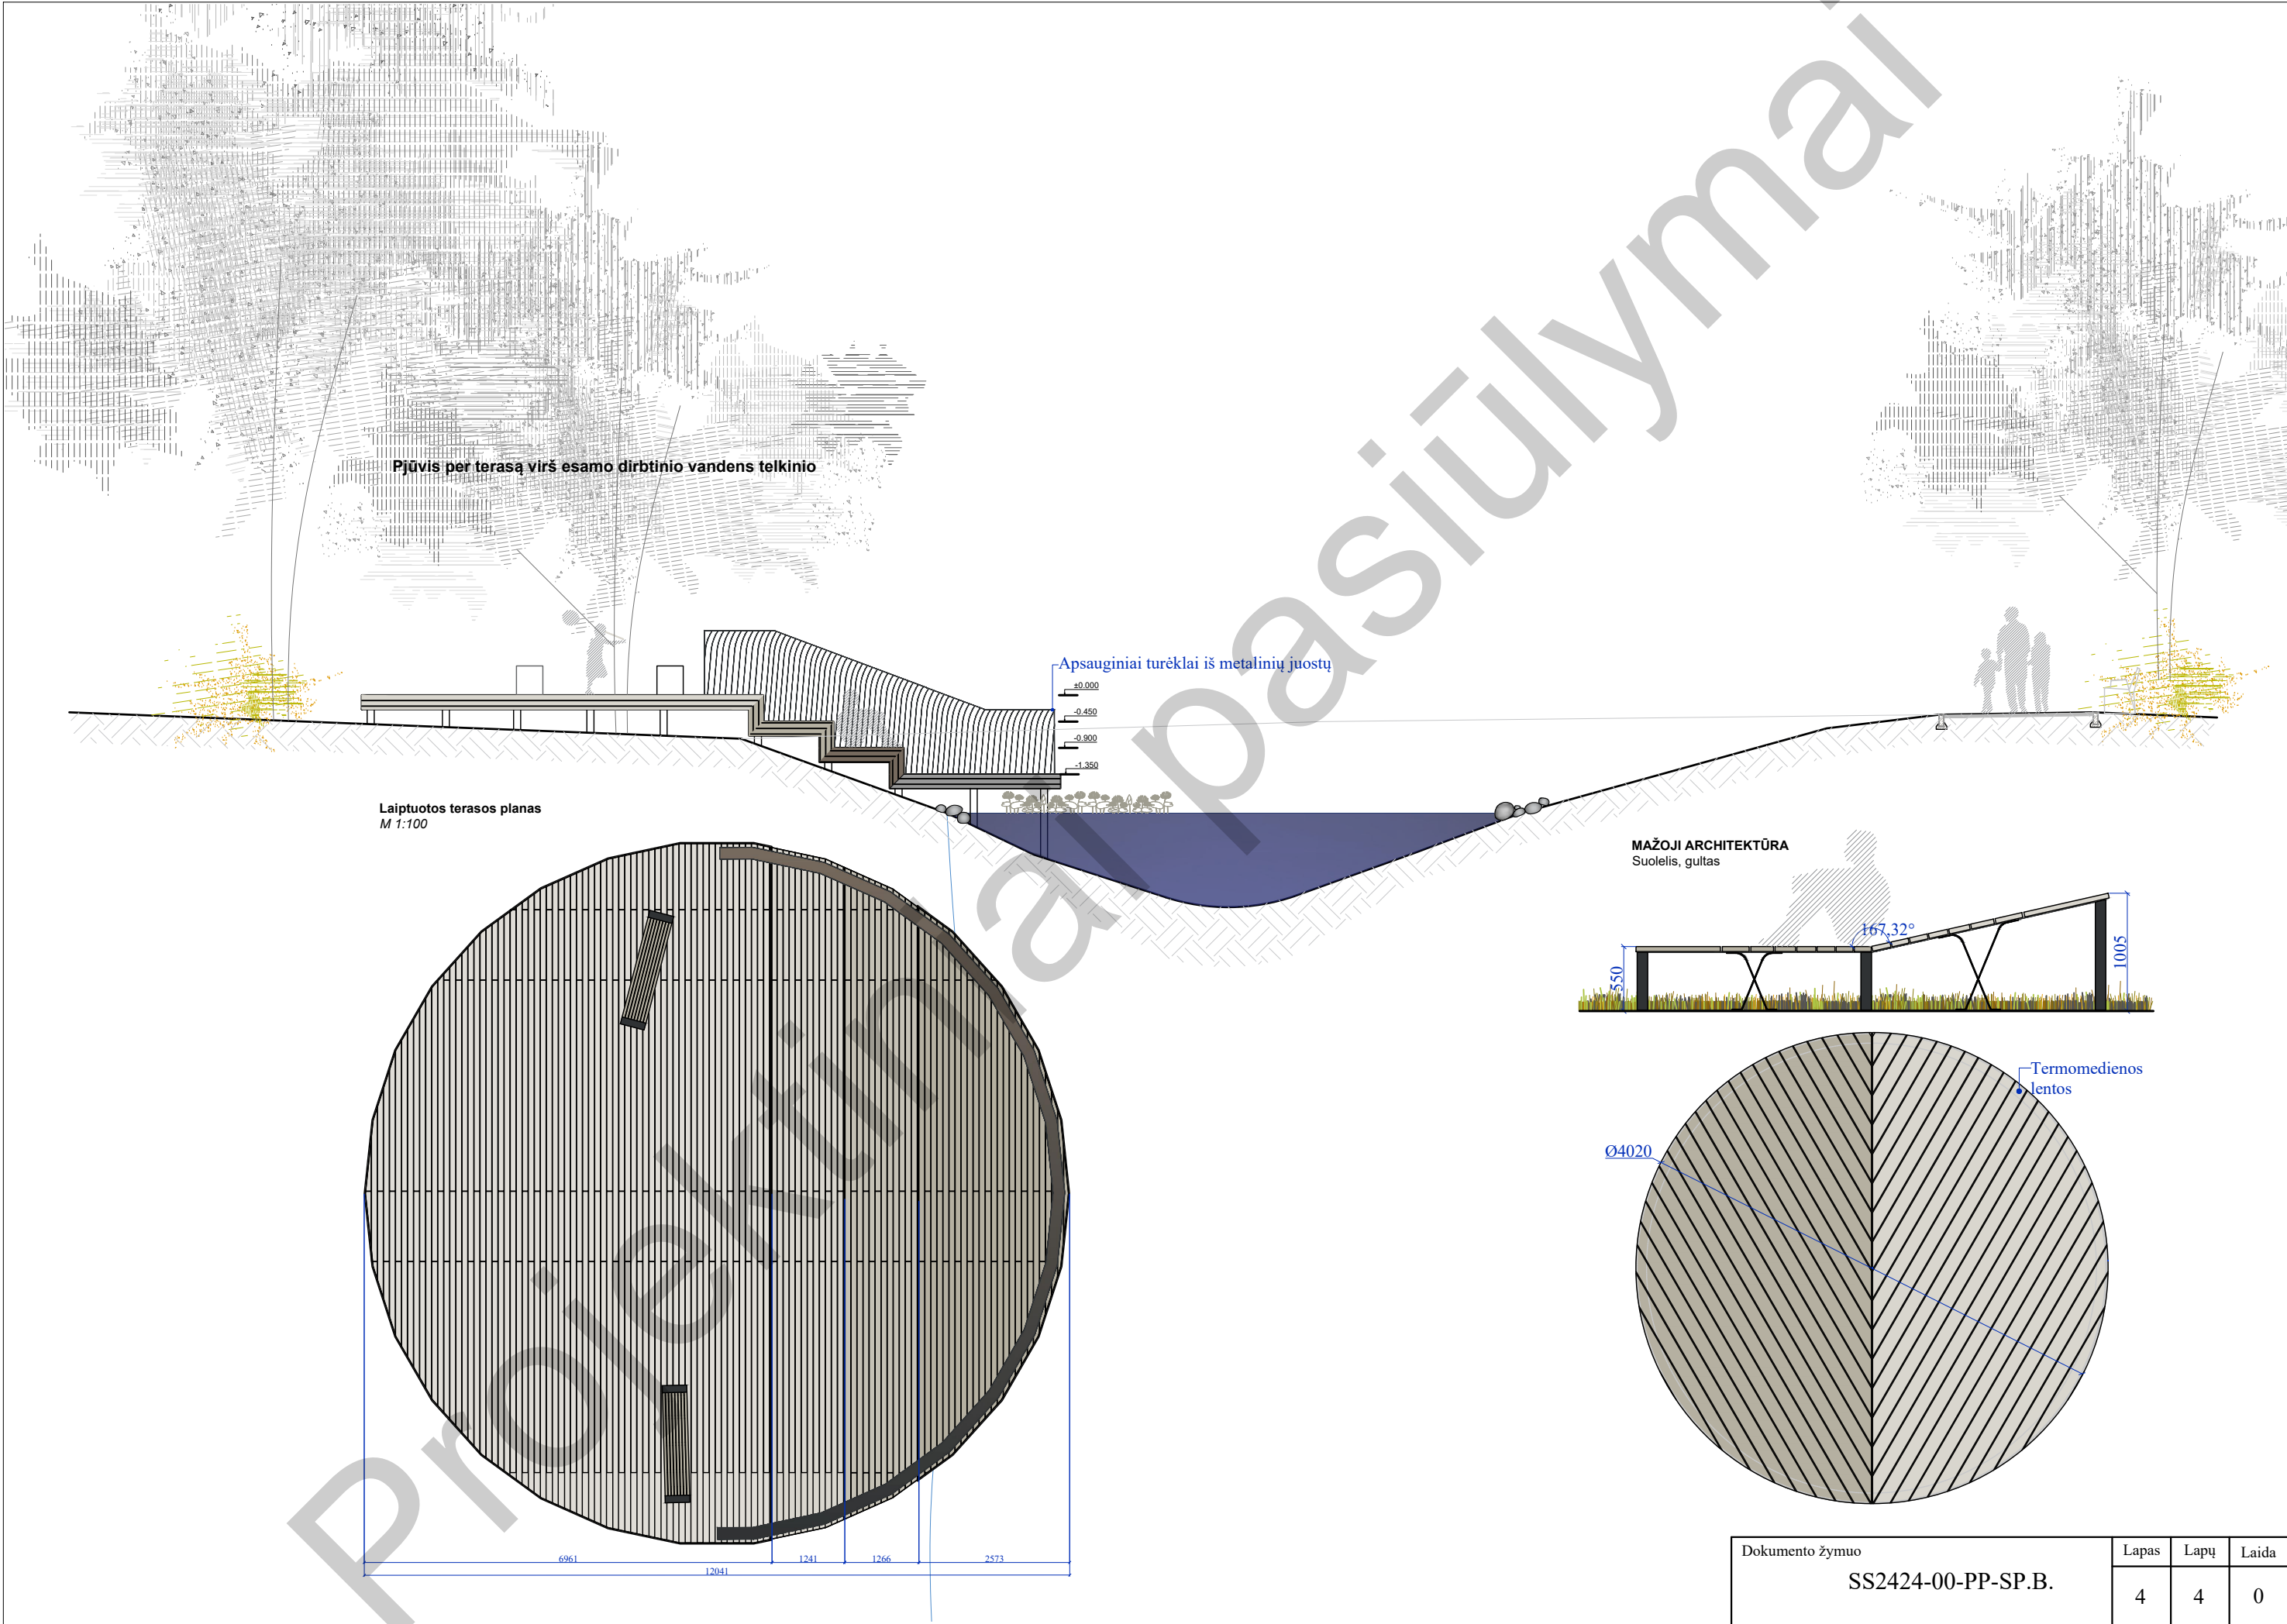 Projektiniai pasiūlymai
Pjūvis per terasą virš esamo dirbtinio vandens telkinio
Apsauginiai turėklai iš metalinių juostų
±0.000
-0.450
-0.900
-1.350
Laiptuotos terasos planas
M 1:100
6961
1241
1266
2573
12041
MAŽOJI ARCHITEKTŪRA
Suolelis, gultas
167,32°
550
1005
Termomedienos
lentos
Ø4020
Dokumento žymuo
SS2424-00-PP-SP.B.
Lapas
Lapų
Laida
4
4
0